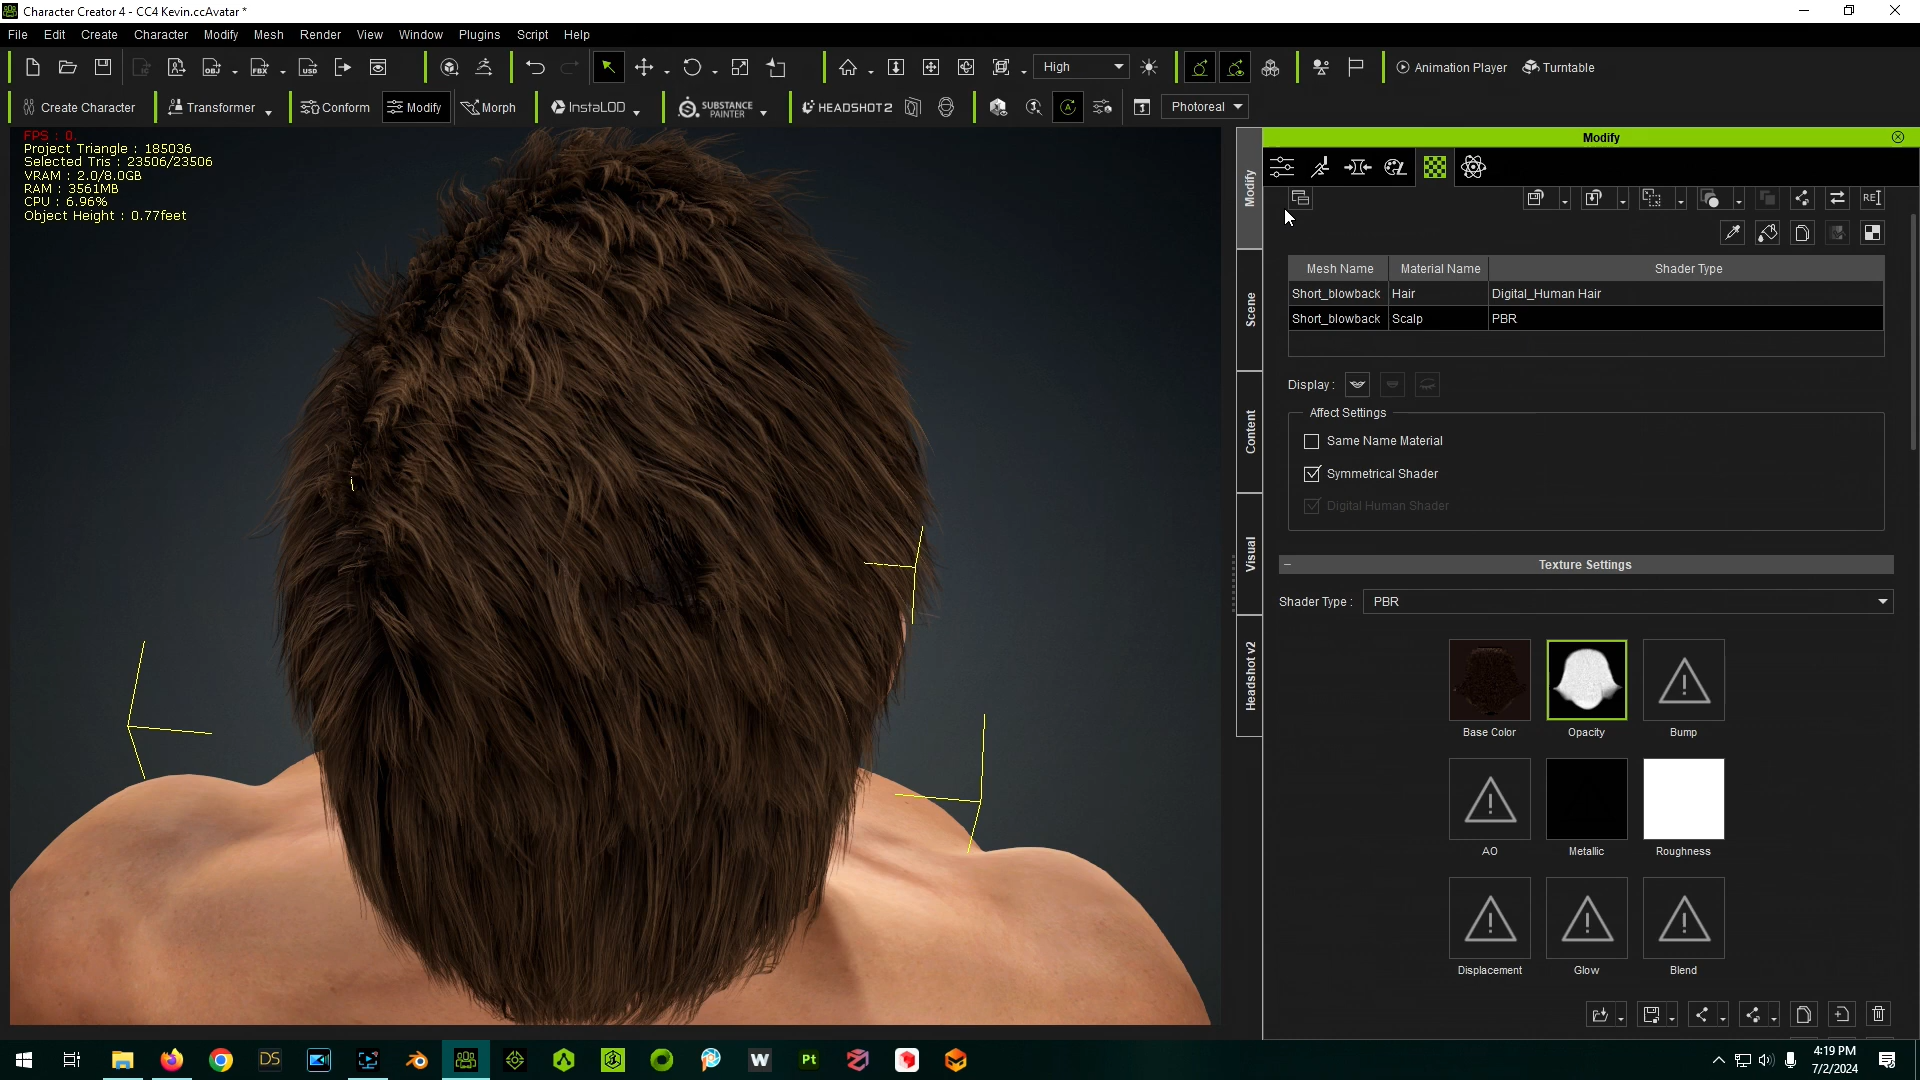 Character Creator 4 - CC4 Kevin.ccAvatar *
File Edit Create Character Modify Mesh Render View Window Plugins Script Help
High Animation Player Turntable
Create Character Transformer Conform Modify Morph InstaLOD SUBSTANCE PAINTER HEADSHOT 2 Photoreal
FPS : 0.
Project Triangle : 185036
Selected Tris : 23506/23506
VRAM : 2.0/8.0GB
RAM : 3561MB
CPU : 6.96%
Object Height : 0.77feet
Modify
Modify
Scene
Content
Visual
Headshot v2
Mesh Name Material Name Shader Type
Short_blowback Hair Digital_Human Hair
Short_blowback Scalp PBR
Display :
Affect Settings
Same Name Material
Symmetrical Shader
Digital Human Shader
Texture Settings
Shader Type : PBR
Base Color Opacity Bump
AO Metallic Roughness
Displacement Glow Blend
DS W Pt
4:19 PM
7/2/2024